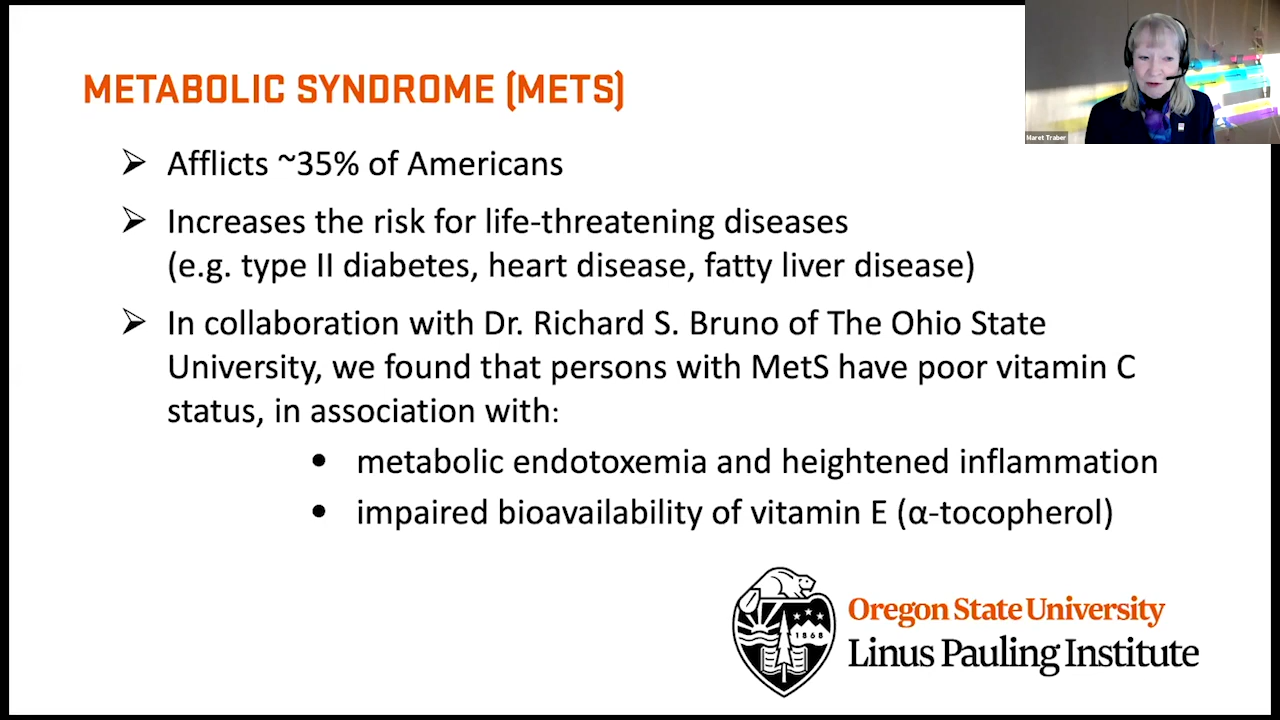 METABOLIC SYNDROME (METS)
Maret Traber
➢ Afflicts ~35% of Americans
➢ Increases the risk for life-threatening diseases
(e.g. type II diabetes, heart disease, fatty liver disease)
➢ In collaboration with Dr. Richard S. Bruno of The Ohio State
University, we found that persons with MetS have poor vitamin C
status, in association with:
• metabolic endotoxemia and heightened inflammation
• impaired bioavailability of vitamin E (α-tocopherol)
1868
Oregon State University
Linus Pauling Institute